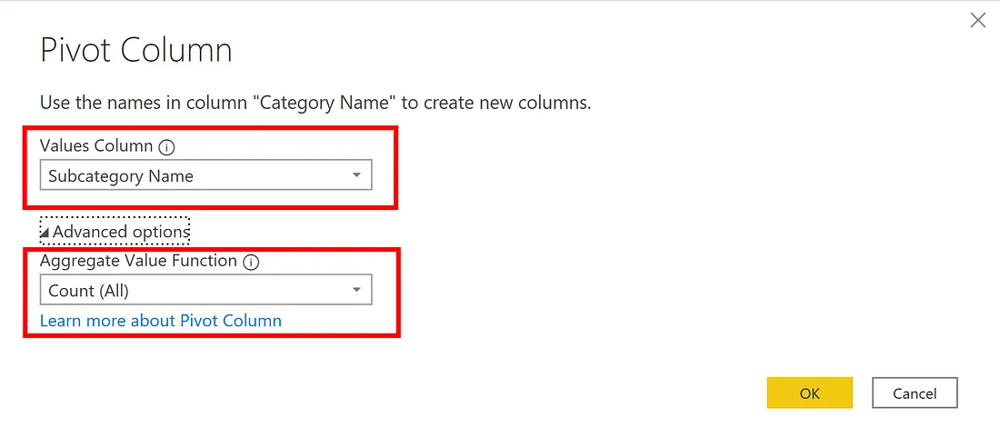 Pivot Column
Use the names in column "Category Name" to create new columns.
Values Column
Subcategory Name
Advanced options
Aggregate Value Function
Count (All)
Learn more about Pivot Column
OK
Cancel